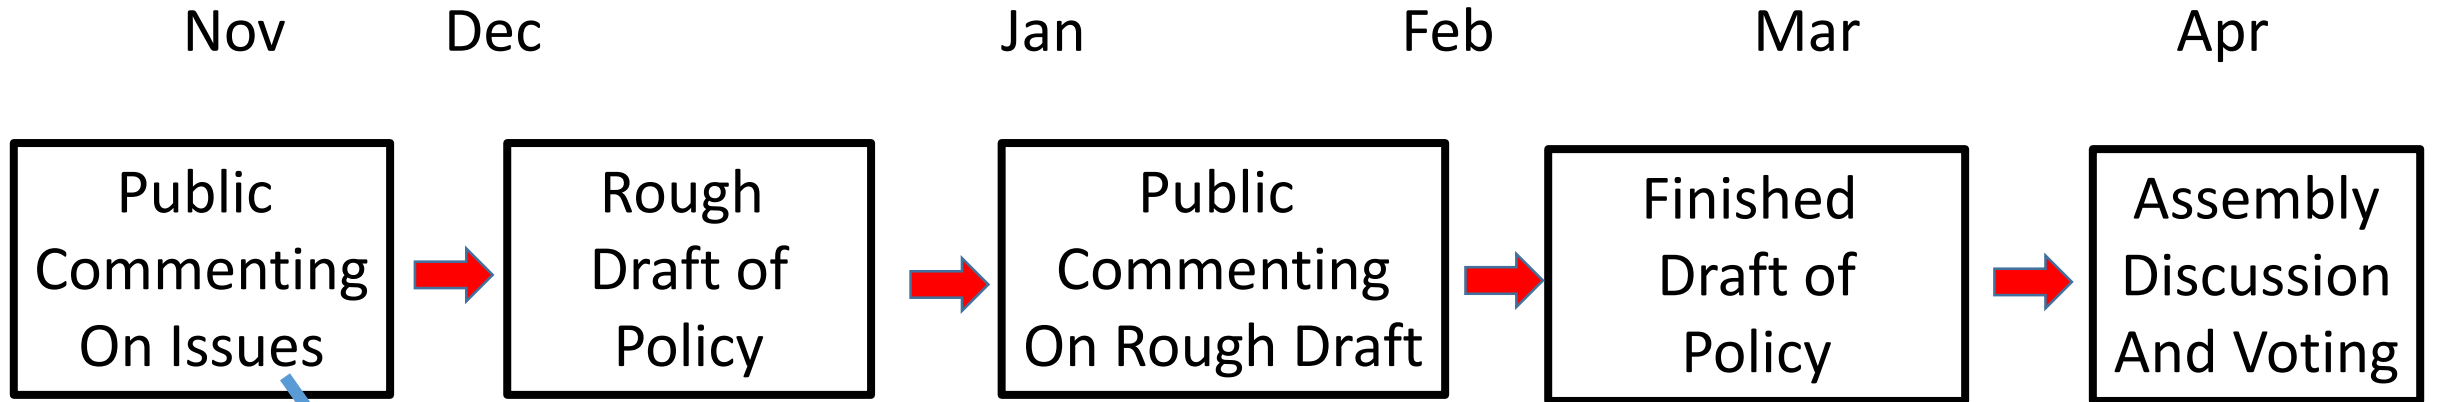 Nov Dec Jan Feb Mar Apr
Public
Commenting
On Issues
Rough
Draft of
Policy
Public
Commenting
On Rough Draft
Finished
Draft of
Policy
Assembly
Discussion
And Voting